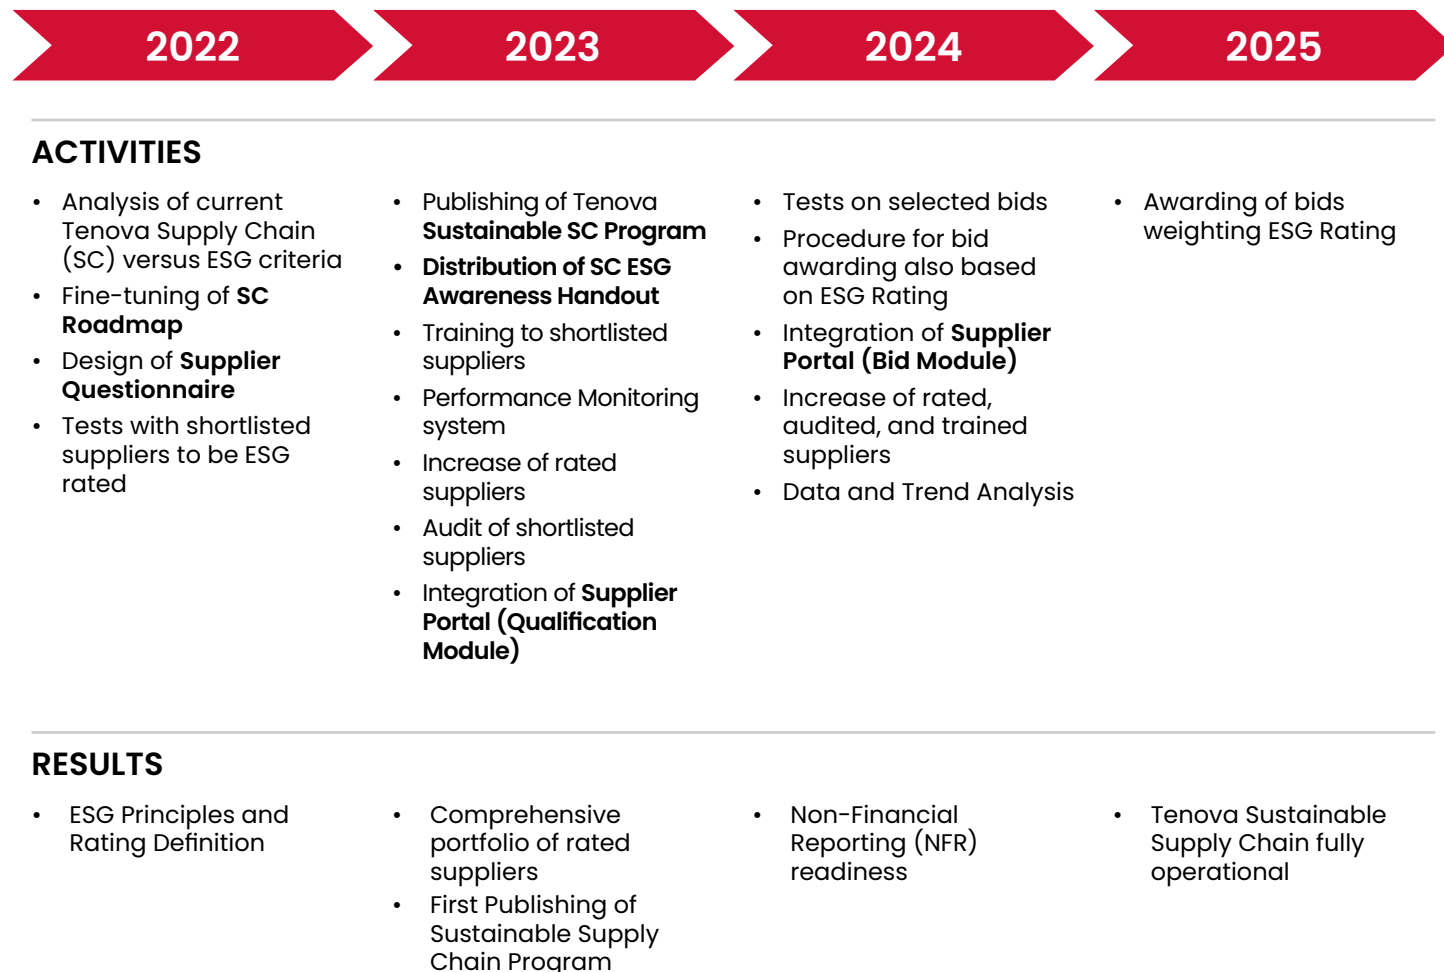 2022
2023
2024
2025
ACTIVITIES
• Analysis of current
Tenova Supply Chain
(SC) versus ESG criteria
• Fine-tuning of SC
Roadmap
• Design of Supplier
Questionnaire
• Tests with shortlisted
suppliers to be ESG
rated
• Publishing of Tenova
Sustainable SC Program
• Distribution of SC ESG
Awareness Handout
• Training to shortlisted
suppliers
• Performance Monitoring
system
• Increase of rated
suppliers
• Audit of shortlisted
suppliers
• Integration of Supplier
Portal (Qualification
Module)
• Tests on selected bids
• Procedure for bid
awarding also based
on ESG Rating
• Integration of Supplier
Portal (Bid Module)
• Increase of rated,
audited, and trained
suppliers
• Data and Trend Analysis
• Awarding of bids
weighting ESG Rating
RESULTS
• ESG Principles and
Rating Definition
• Comprehensive
portfolio of rated
suppliers
• First Publishing of
Sustainable Supply
Chain Program
• Non-Financial
Reporting (NFR)
readiness
• Tenova Sustainable
Supply Chain fully
operational